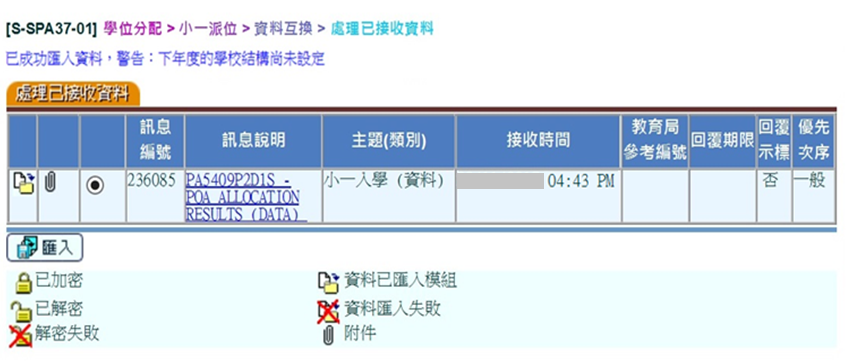 [S-SPA37-01] 學位分配 > 小一派位 > 資料互換 > 處理已接收資料
已成功匯入資料，警告：下年度的學校結構尚未設定
處理已接收資料
訊息編號 訊息說明 主題(類別) 接收時間 教育局參考編號 回覆期限 回覆示標 優先次序
236085 PA5409P2D1S - 小一入學 (資料) 04:43 PM 否 一般
POA ALLOCATION
RESULTS (DATA)
匯入
已加密 資料已匯入模組
已解密 資料匯入失敗
解密失敗 附件